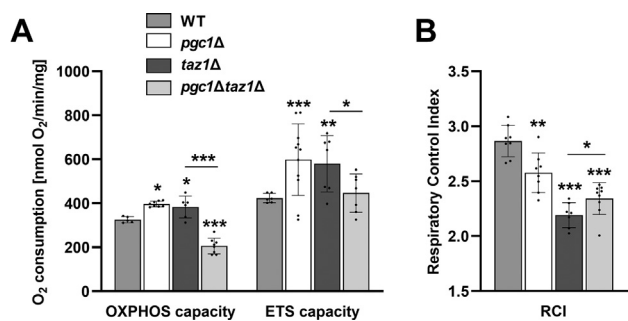 A
WT
pgc1Δ
taz1Δ
pgc1Δtaz1Δ
O₂ consumption [nmol O₂/min/mg]
1000
800
600
400
200
0
*
*
***
***
***
**
*
OXPHOS capacity
ETS capacity
B
Respiratory Control Index
3.5
3.0
2.5
2.0
1.5
**
***
*
***
RCI